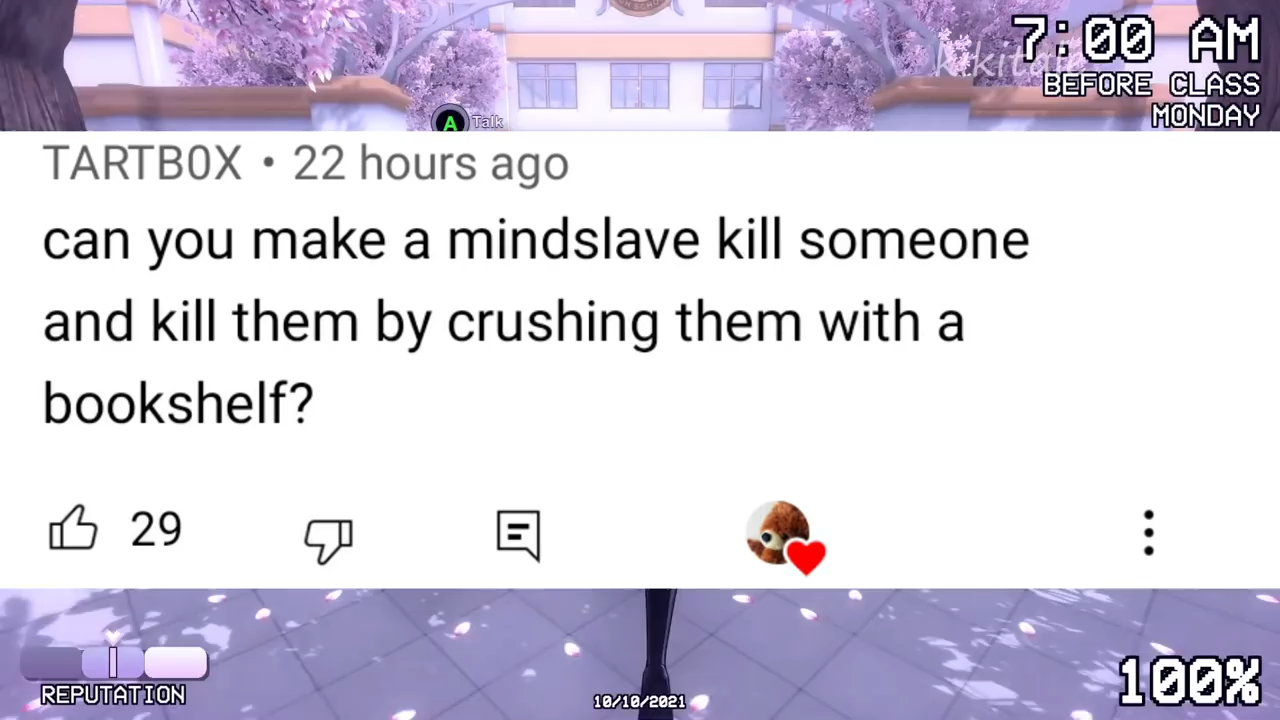 7:00 AM
BEFORE CLASS
MONDAY
A Talk
TARTB0X • 22 hours ago
can you make a mindslave kill someone
and kill them by crushing them with a
bookshelf?
29
REPUTATION
10/10/2021
100%